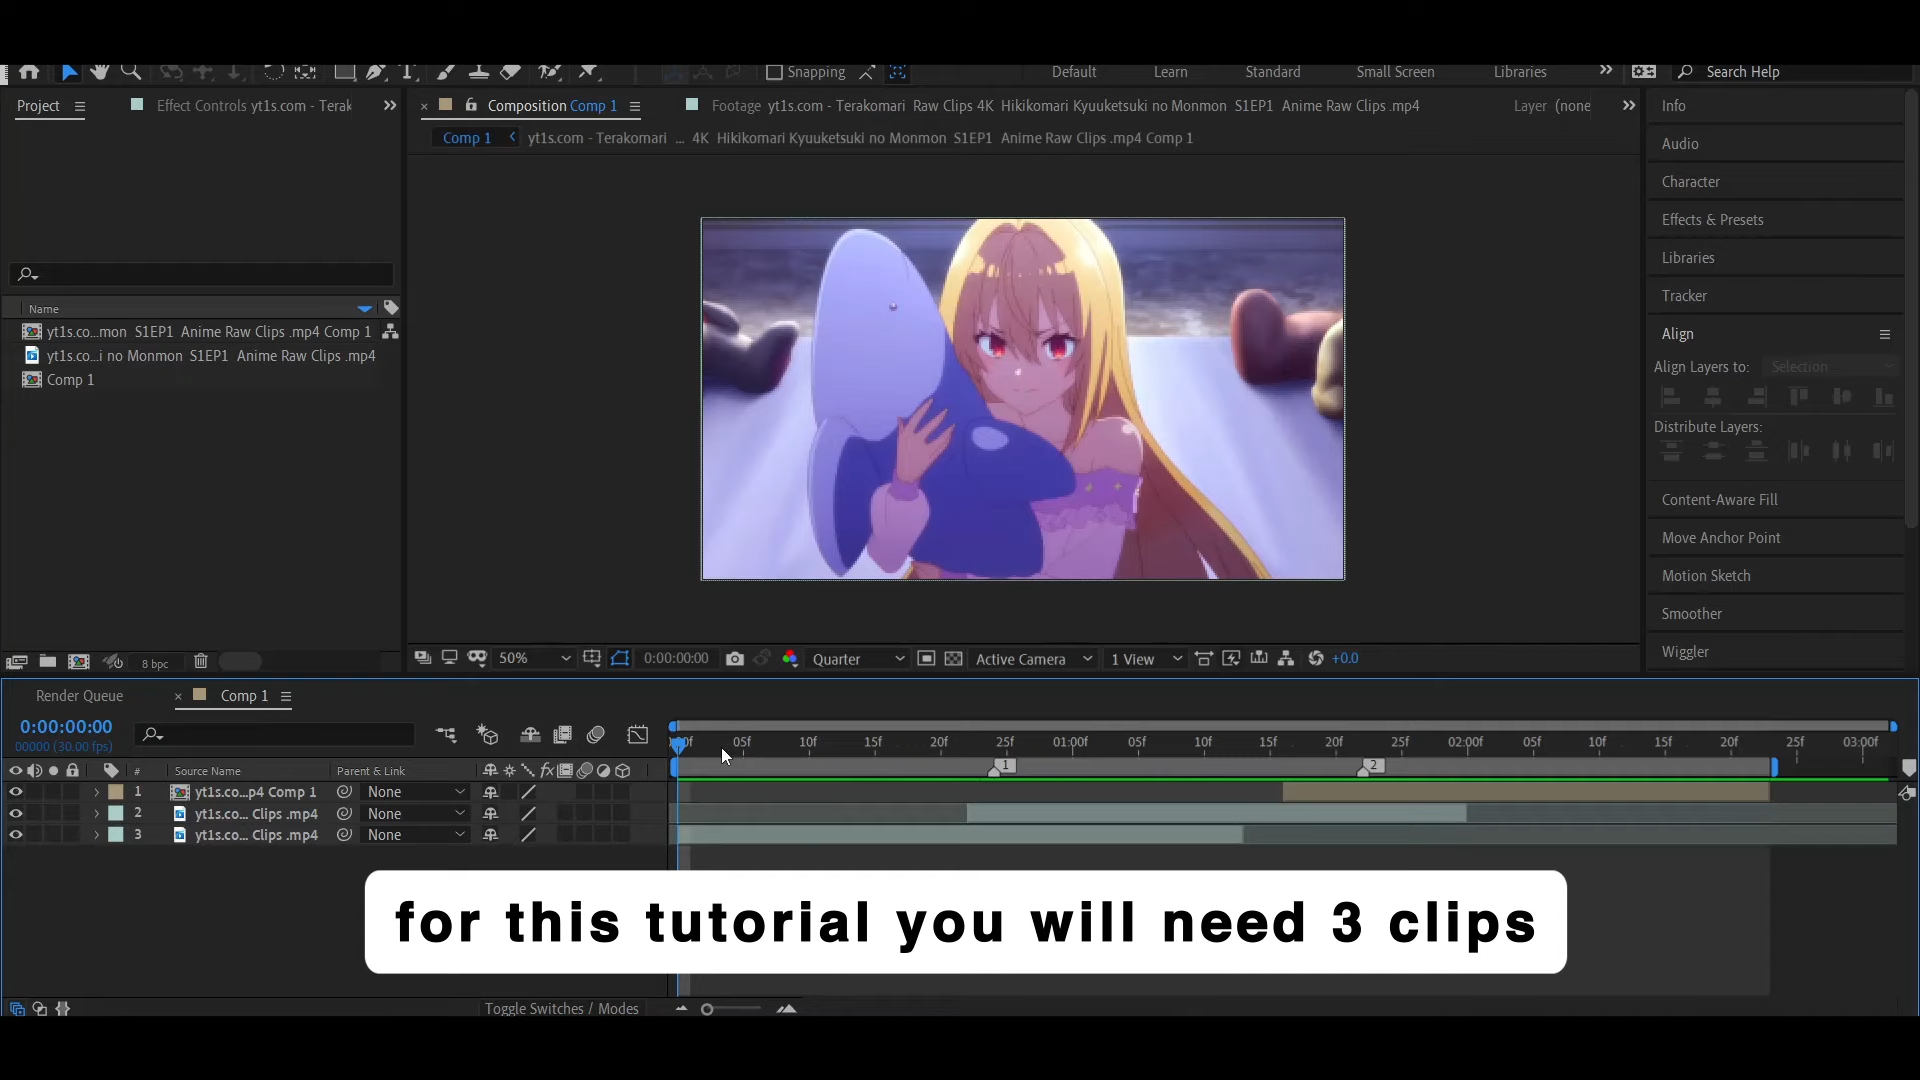 Snapping
Default
Learn
Standard
Small Screen
Libraries
Search Help
Project
Effect Controls yt1s.com - Terak
Composition Comp 1
Footage yt1s.com - Terakomari Raw Clips 4K Hikikomari Kyuuketsuki no Monmon S1EP1 Anime Raw Clips .mp4
Layer (none
Comp 1
yt1s.com - Terakomari ... 4K Hikikomari Kyuuketsuki no Monmon S1EP1 Anime Raw Clips .mp4 Comp 1
Info
Audio
Character
Effects & Presets
Libraries
Tracker
Align
Align Layers to: Selection
Distribute Layers:
Content-Aware Fill
Move Anchor Point
Motion Sketch
Smoother
Wiggler
Name
yt1s.co...mon S1EP1 Anime Raw Clips .mp4 Comp 1
yt1s.co...i no Monmon S1EP1 Anime Raw Clips .mp4
Comp 1
8 bpc
50%
0:00:00:00
Quarter
Active Camera
1 View
+0.0
Render Queue
Comp 1
0:00:00:00
00000 (30.00 fps)
05f 10f 15f 20f 25f 01:00f 05f 10f 15f 20f 02:00f 05f 10f 15f 20f 25f 03:00f
1 2
# Source Name Parent & Link
1 yt1s.co...p4 Comp 1 None
2 yt1s.co... Clips .mp4 None
3 yt1s.co... Clips .mp4 None
for this tutorial you will need 3 clips
Toggle Switches / Modes